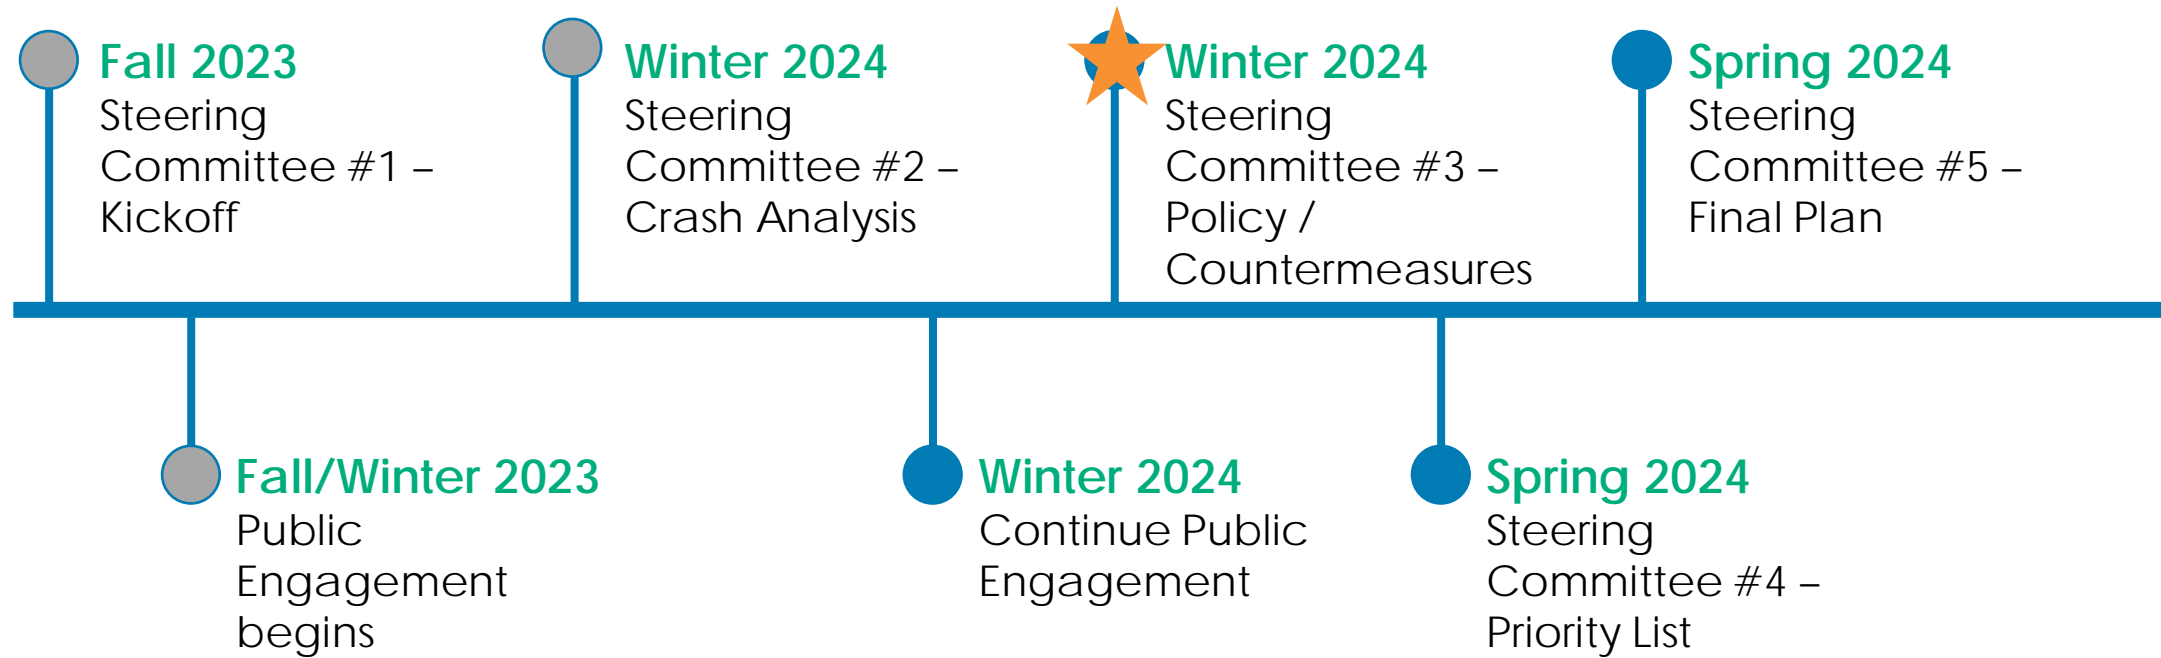 Fall 2023
Steering
Committee #1 –
Kickoff
Winter 2024
Steering
Committee #2 –
Crash Analysis
Winter 2024
Steering
Committee #3 –
Policy /
Countermeasures
Spring 2024
Steering
Committee #5 –
Final Plan
Fall/Winter 2023
Public
Engagement
begins
Winter 2024
Continue Public
Engagement
Spring 2024
Steering
Committee #4 –
Priority List